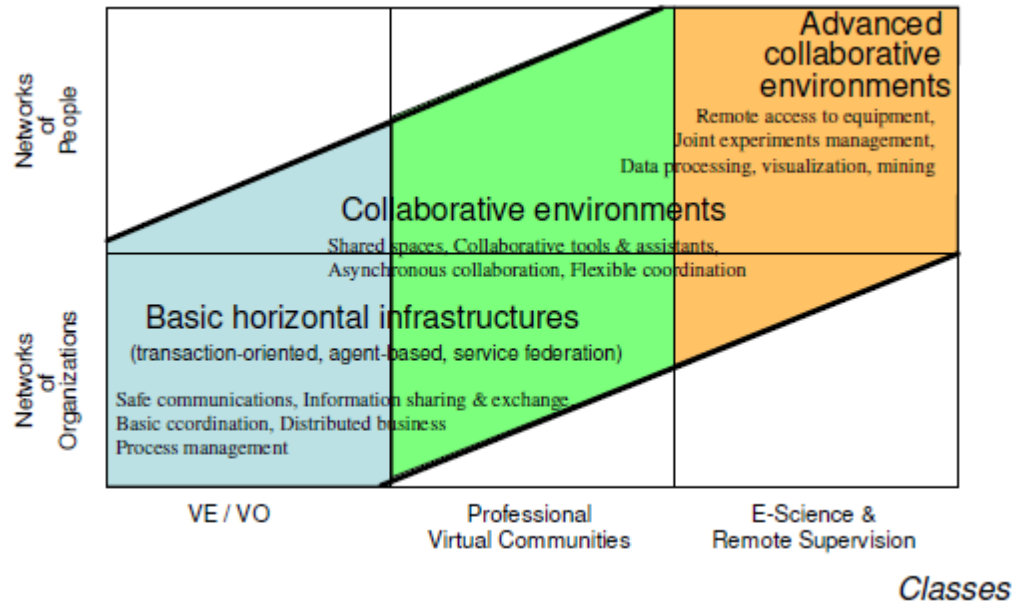 Networks
of
People
Advanced
collaborative
environments
Remote access to equipment,
Joint experiments management,
Data processing, visualization, mining
Collaborative environments
Shared spaces, Collaborative tools & assistants,
Asynchronous collaboration, Flexible coordination
Networks
of
Organizations
Basic horizontal infrastructures
(transaction-oriented, agent-based, service federation)
Safe communications, Information sharing & exchange
Basic ccordination, Distributed business
Process management
VE / VO
Professional
Virtual Communities
E-Science &
Remote Supervision
Classes